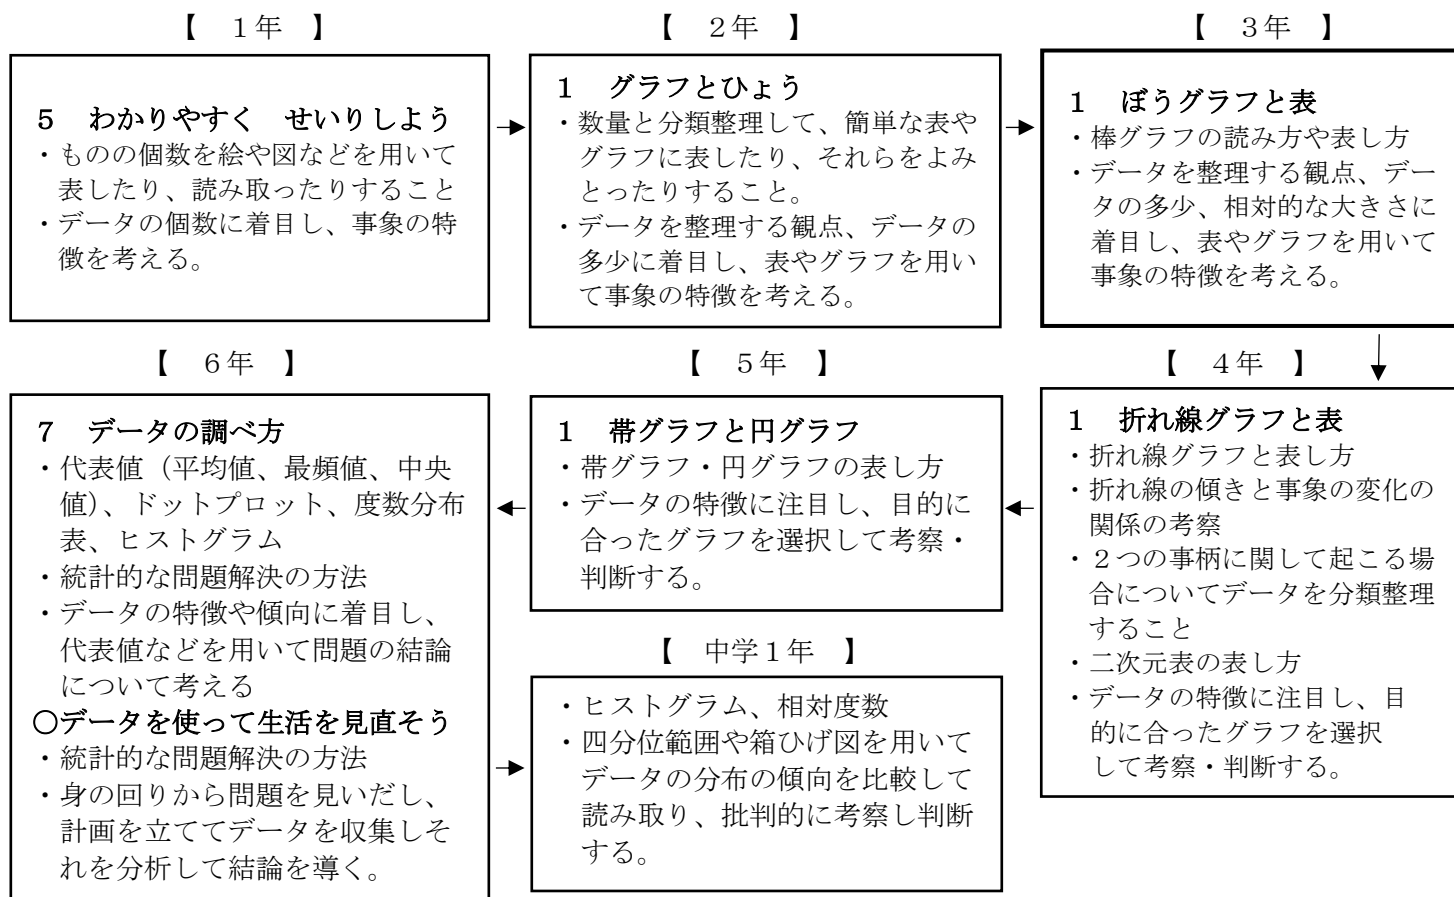 【　１年　】
５　わかりやすく　せいりしよう
・ものの個数を絵や図などを用いて
表したり、読み取ったりすること
・データの個数に着目し、事象の特
徴を考える。
【　２年　】
１　グラフとひょう
・数量と分類整理して、簡単な表や
グラフに表したり、それらをよみ
とったりすること。
・データを整理する観点、データの
多少に着目し、表やグラフを用い
て事象の特徴を考える。
【　３年　】
１　ぼうグラフと表
・棒グラフの読み方や表し方
・データを整理する観点、デー
タの多少、相対的な大きさに
着目し、表やグラフを用いて
事象の特徴を考える。
【　４年　】
１　折れ線グラフと表
・折れ線グラフと表し方
・折れ線の傾きと事象の変化の
関係の考察
・２つの事柄に関して起こる場
合についてデータを分類整理
すること
・二次元表の表し方
・データの特徴に注目し、目
的に合ったグラフを選択
して考察・判断する。
【　５年　】
１　帯グラフと円グラフ
・帯グラフ・円グラフの表し方
・データの特徴に注目し、目的に
合ったグラフを選択して考察・
判断する。
【　６年　】
７　データの調べ方
・代表値（平均値、最頻値、中央
値）、ドットプロット、度数分布
表、ヒストグラム
・統計的な問題解決の方法
・データの特徴や傾向に着目し、
代表値などを用いて問題の結論
について考える
〇データを使って生活を見直そう
・統計的な問題解決の方法
・身の回りから問題を見いだし、
計画を立ててデータを収集しそ
れを分析して結論を導く。
【　中学１年　】
・ヒストグラム、相対度数
・四分位範囲や箱ひげ図を用いて
データの分布の傾向を比較して
読み取り、批判的に考察し判断
する。